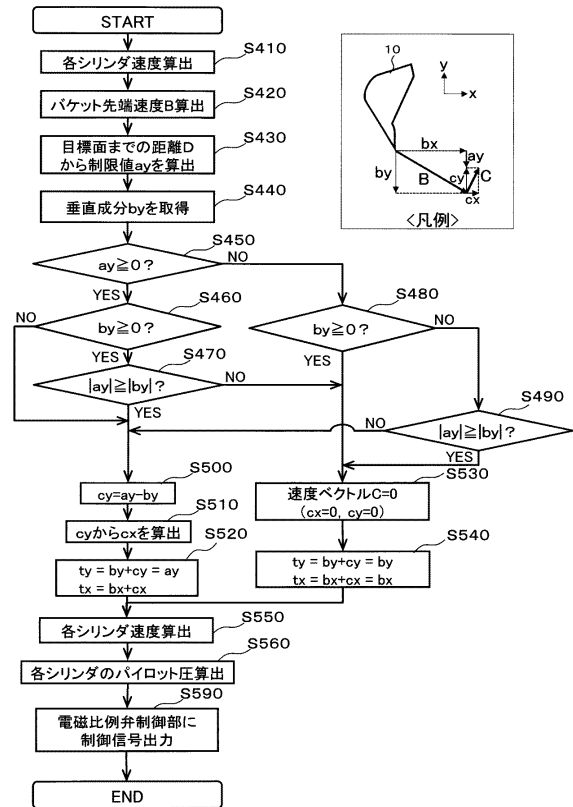 START
S410
各シリンダ速度算出
S420
バケット先端速度B算出
S430
目標面までの距離D
から制限値ayを算出
S440
垂直成分byを取得
S450
ay≧0?
NO
YES
S460
by≧0?
NO
YES
S470
|ay|≧|by|?
NO
YES
S480
by≧0?
NO
YES
S490
|ay|≧|by|?
NO
YES
S500
cy=ay-by
S510
cyからcxを算出
S520
ty = by+cy = ay
tx = bx+cx
S530
速度ベクトルC=0
(cx=0, cy=0)
S540
ty = by+cy = by
tx = bx+cx = bx
S550
各シリンダ速度算出
S560
各シリンダのパイロット圧算出
S590
電磁比例弁制御部に
制御信号出力
END
10
y
x
bx
ay
by
B
cy
C
cx
<凡例>